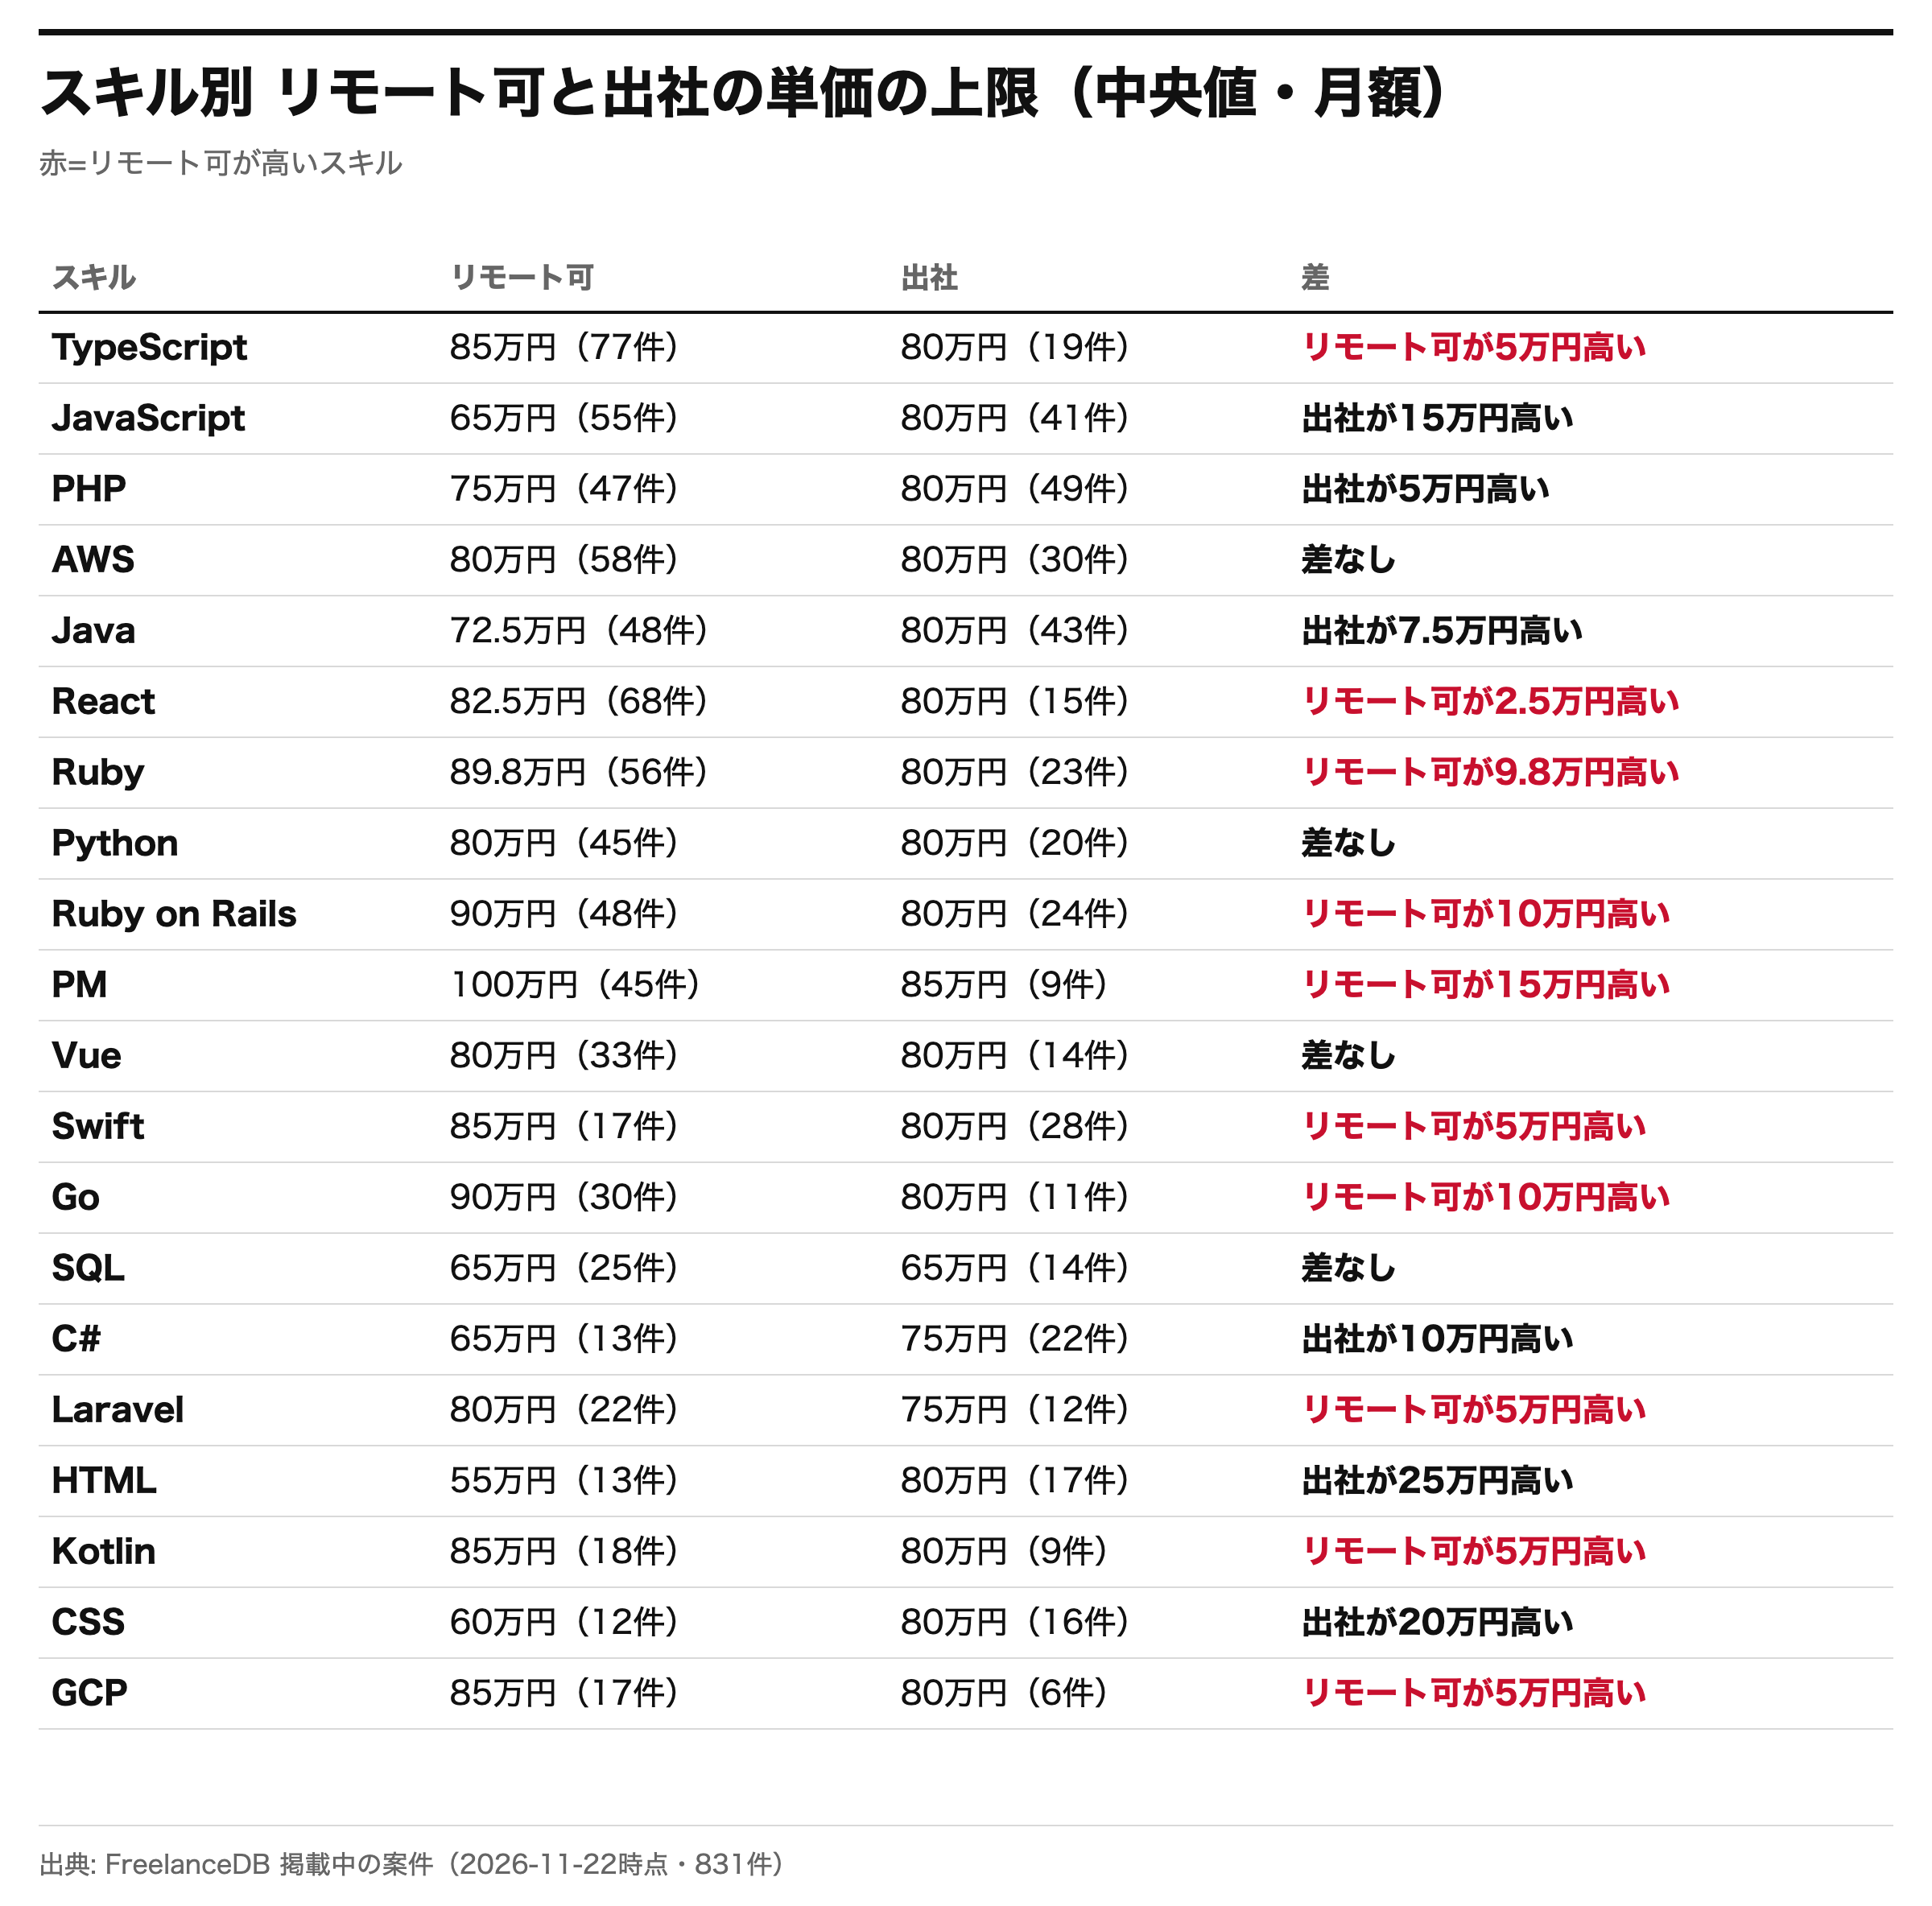 スキル別 リモート可と出社の単価の上限（中央値・月額）
赤=リモート可が高いスキル
スキル リモート可 出社 差
TypeScript 85万円（77件） 80万円（19件） リモート可が5万円高い
JavaScript 65万円（55件） 80万円（41件） 出社が15万円高い
PHP 75万円（47件） 80万円（49件） 出社が5万円高い
AWS 80万円（58件） 80万円（30件） 差なし
Java 72.5万円（48件） 80万円（43件） 出社が7.5万円高い
React 82.5万円（68件） 80万円（15件） リモート可が2.5万円高い
Ruby 89.8万円（56件） 80万円（23件） リモート可が9.8万円高い
Python 80万円（45件） 80万円（20件） 差なし
Ruby on Rails 90万円（48件） 80万円（24件） リモート可が10万円高い
PM 100万円（45件） 85万円（9件） リモート可が15万円高い
Vue 80万円（33件） 80万円（14件） 差なし
Swift 85万円（17件） 80万円（28件） リモート可が5万円高い
Go 90万円（30件） 80万円（11件） リモート可が10万円高い
SQL 65万円（25件） 65万円（14件） 差なし
C# 65万円（13件） 75万円（22件） 出社が10万円高い
Laravel 80万円（22件） 75万円（12件） リモート可が5万円高い
HTML 55万円（13件） 80万円（17件） 出社が25万円高い
Kotlin 85万円（18件） 80万円（9件） リモート可が5万円高い
CSS 60万円（12件） 80万円（16件） 出社が20万円高い
GCP 85万円（17件） 80万円（6件） リモート可が5万円高い
出典: FreelanceDB 掲載中の案件（2026-11-22時点・831件）